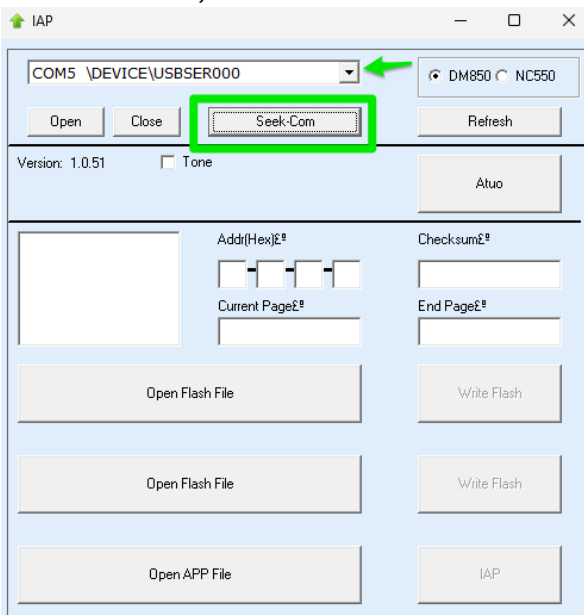 IAP
COM5 \DEVICE\USBSER000
DM850 NC550
Open Close Seek-Com Refresh
Version: 1.0.51 Tone
Atuo
Addr(Hex)£º Checksum£º
Current Page£º End Page£º
Open Flash File Write Flash
Open Flash File Write Flash
Open APP File IAP